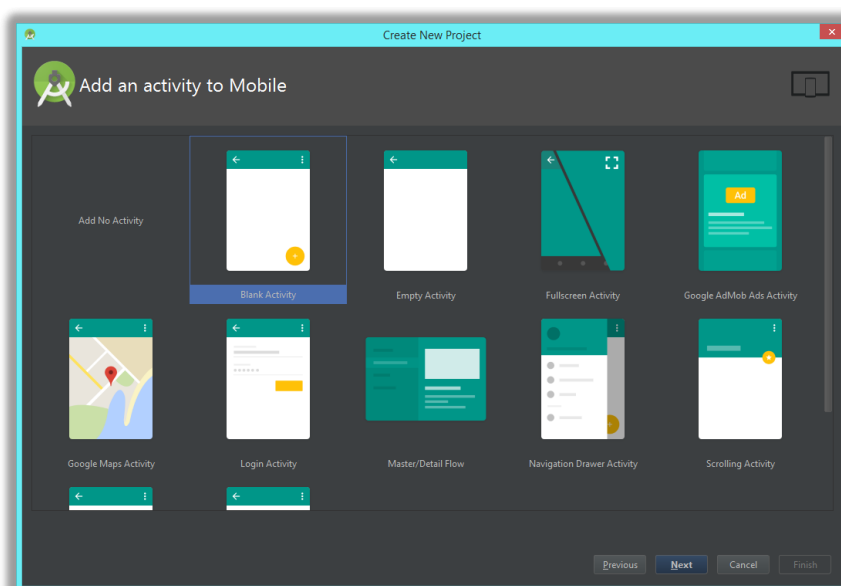 Create New Project
Add an activity to Mobile
Add No Activity
Blank Activity
Empty Activity
Fullscreen Activity
Ad
Google AdMob Ads Activity
Google Maps Activity
Login Activity
Master/Detail Flow
Navigation Drawer Activity
Scrolling Activity
Previous
Next
Cancel
Finish